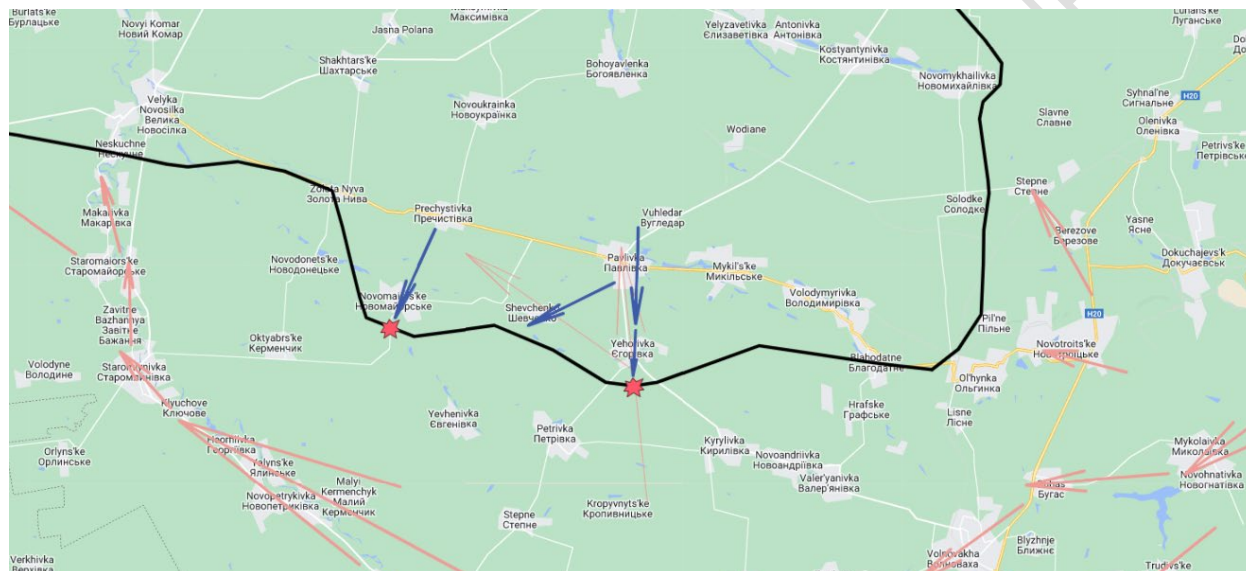 Burlats'ke
Бурлацьке
Novyi Komar
Новий Комар
Максимівка
Jasna Polana
Yelyzavetivka
Єлизаветівка
Antonivka
Антонівка
Kostyantynivka
Костянтинівка
Luhans'ke
Луганське
Shakhtars'ke
Шахтарське
Bohoyavlenka
Богоявленка
Novomykhailivka
Новомихайлівка
Velyka
Novosilka
Велика
Новосілка
Novoukrainka
Новоукраїнка
Syhnal'ne
Сигнальне
H20
Slavne
Славне
Olenivka
Оленівка
Wodiane
Neskuchne
Petrivs'ke
Петрівське
Stepne
Степне
Zolota Nyva
Золота Нива
Prechystivka
Пречистівка
Vuhledar
Вугледар
Solodke
Солодке
Makarivka
Макарівка
Yasne
Ясне
Berezove
Березове
Staromaiors'ke
Старомайорське
Novodonets'ke
Новодонецьке
Pavlivka
Павлівка
Mykil's'ke
Микільське
Dokuchajevs'k
Докучаєвськ
Volodymyrivka
Володимирівка
Novomaiors'ke
Новомайорське
Shevchenko
Шевченко
Zavitne
Bazhannya
Завітне
Бажання
Pil'ne
Пільне
H20
Oktyabrs'ke
Керменчик
Yehorivka
Єгорівка
Novotroits'ke
Новотроїцьке
Volodyne
Володине
Staromlynivka
Старомлинівка
Blahodatne
Благодатне
Ol'hynka
Ольгинка
Klyuchove
Ключове
Yevhenivka
Євгенівка
Hrafske
Графське
Lisne
Лісне
Heorhiivka
Георгіївка
Petrivka
Петрівка
Kyrylivka
Кирилівка
Mykolaivka
Миколаївка
Orlyns'ke
Орлинське
Yalyns'ke
Ялинське
Novoandriivka
Новоандріївка
Valer'yanivka
Валер'янівка
Novohnativka
Новогнатівка
Malyi
Kermenchyk
Малий
Керменчик
Buhas
Бугас
Novopetrykivka
Новопетриківка
Kropyvnyts'ke
Кропивницьке
Stepne
Степне
Blyzhnje
Ближнє
Volnovakha
Волноваха
Verkhivka
Верхівка
Trudivs'ke